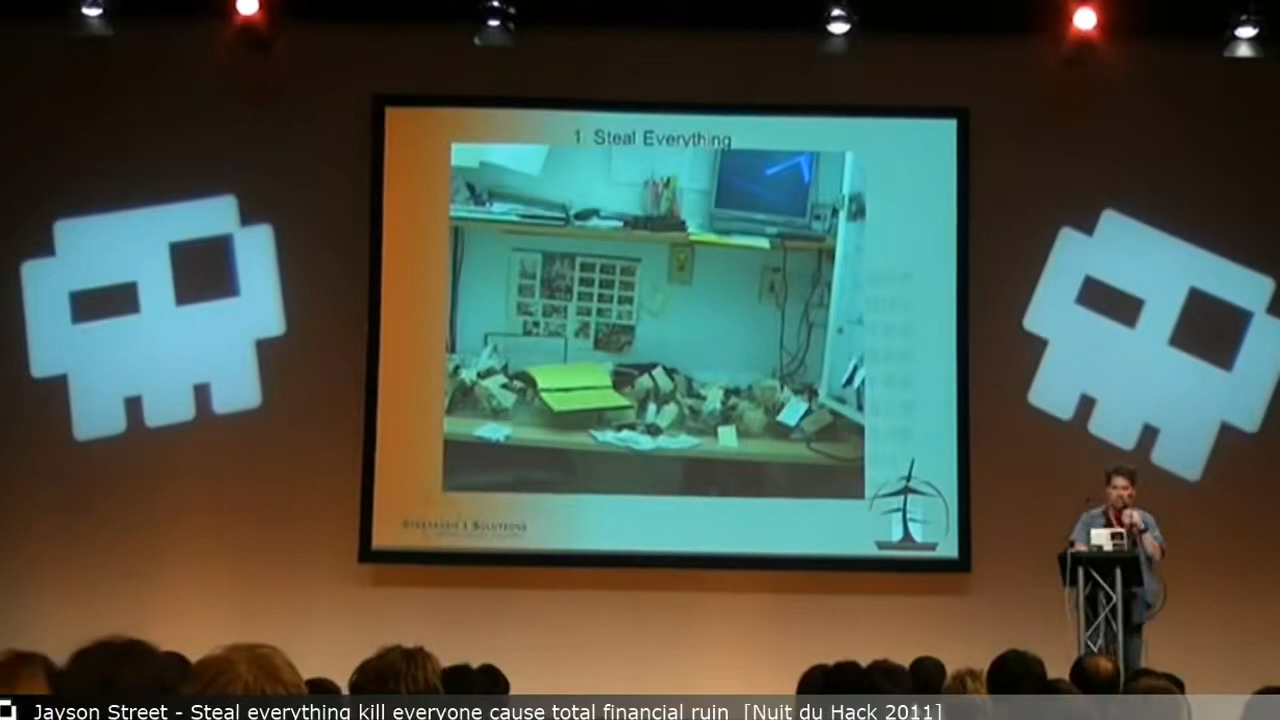 1 Steal Everything
Jayson Street - Steal everything kill everyone cause total financial ruin [Nuit du Hack 2011]